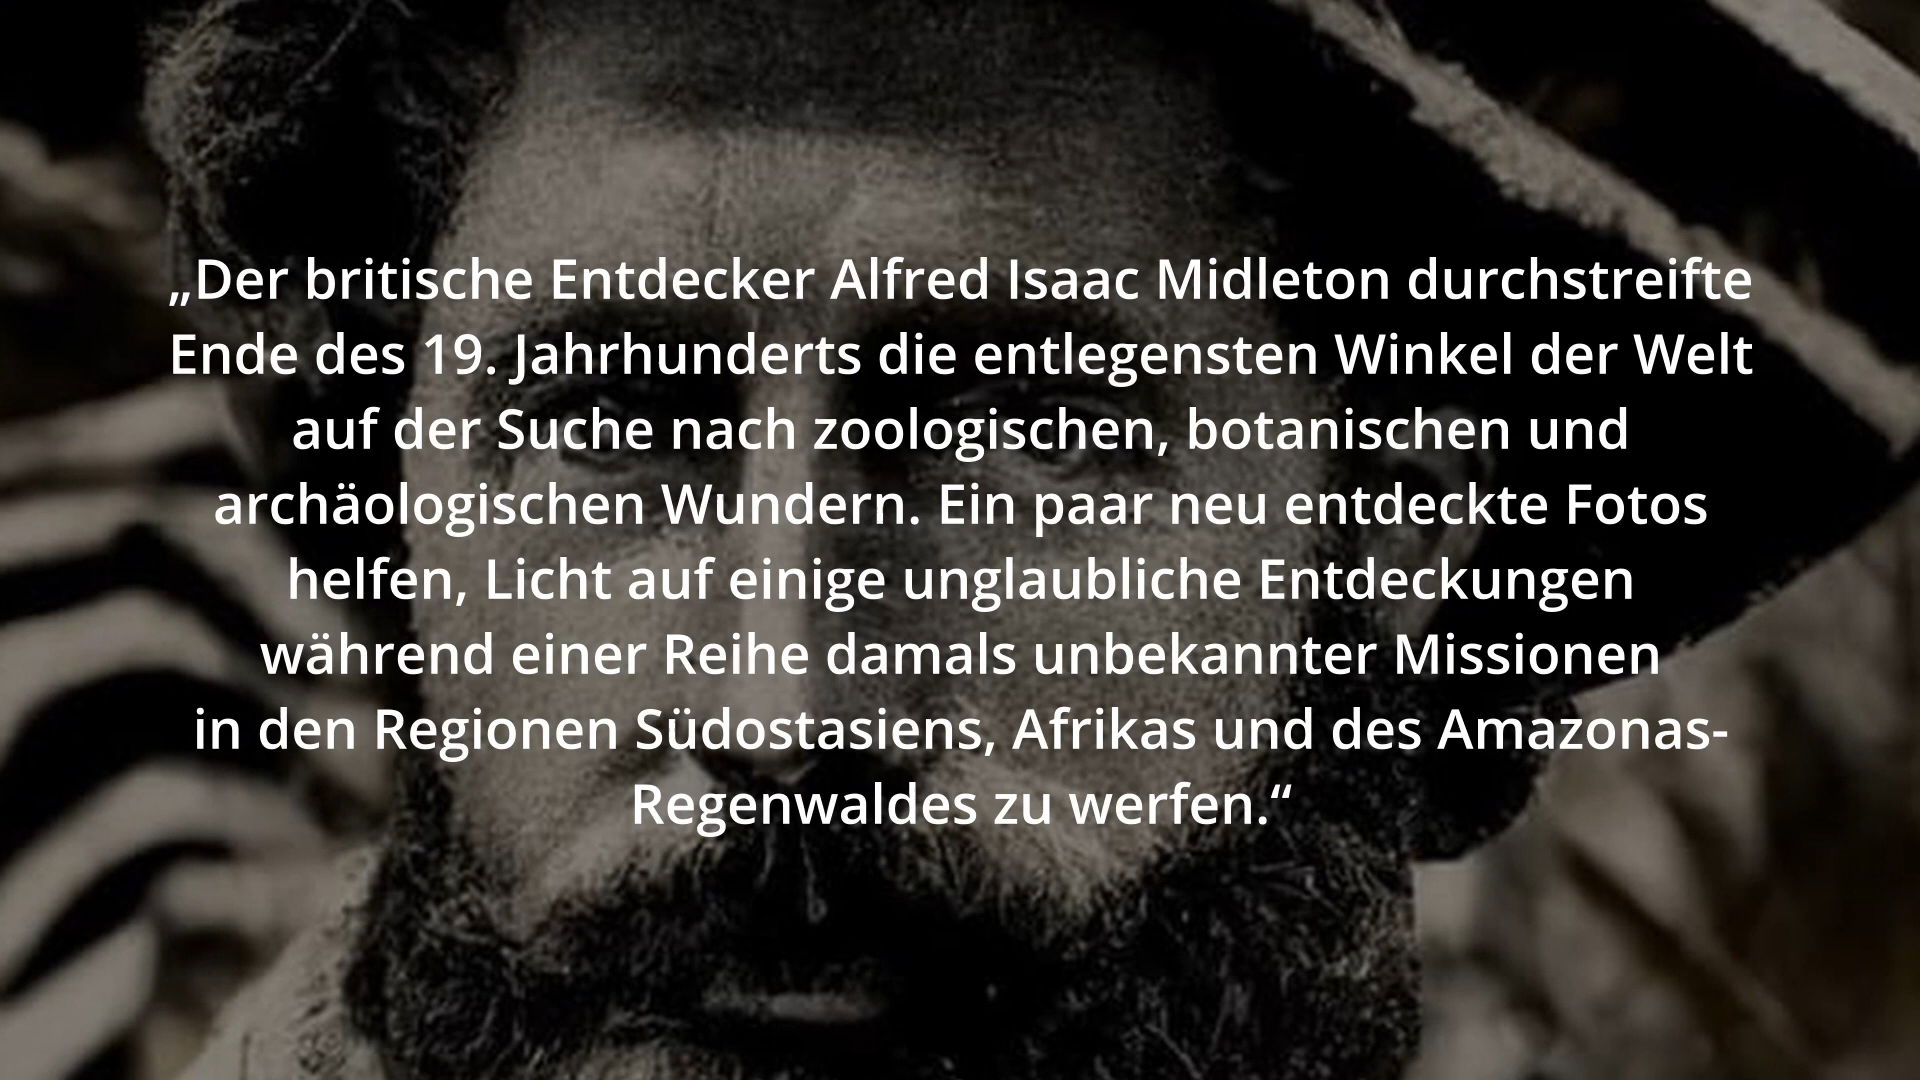 „Der britische Entdecker Alfred Isaac Midleton durchstreifte
Ende des 19. Jahrhunderts die entlegensten Winkel der Welt
auf der Suche nach zoologischen, botanischen und
archäologischen Wundern. Ein paar neu entdeckte Fotos
helfen, Licht auf einige unglaubliche Entdeckungen
während einer Reihe damals unbekannter Missionen
in den Regionen Südostasiens, Afrikas und des Amazonas-
Regenwaldes zu werfen.“